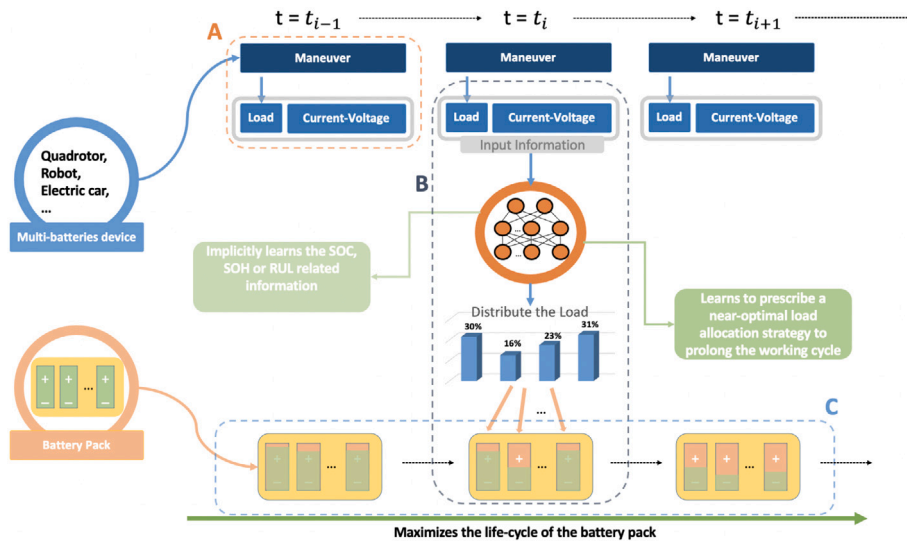 t = t_{i-1}
t = t_i
t = t_{i+1}
A
Maneuver
Maneuver
Maneuver
Load
Current-Voltage
Load
Current-Voltage
Load
Current-Voltage
Input Information
Quadrotor,
Robot,
Electric car,
...
Multi-batteries device
B
...
...
Implicitly learns the SOC,
SOH or RUL related
information
Learns to prescribe a
near-optimal load
allocation strategy to
prolong the working cycle
Distribute the Load
30%
16%
23%
31%
...
+ + ... +
− − −
Battery Pack
C
+ + ... +
− − −
+ + ... +
− − −
+ + ... +
− − −
Maximizes the life-cycle of the battery pack